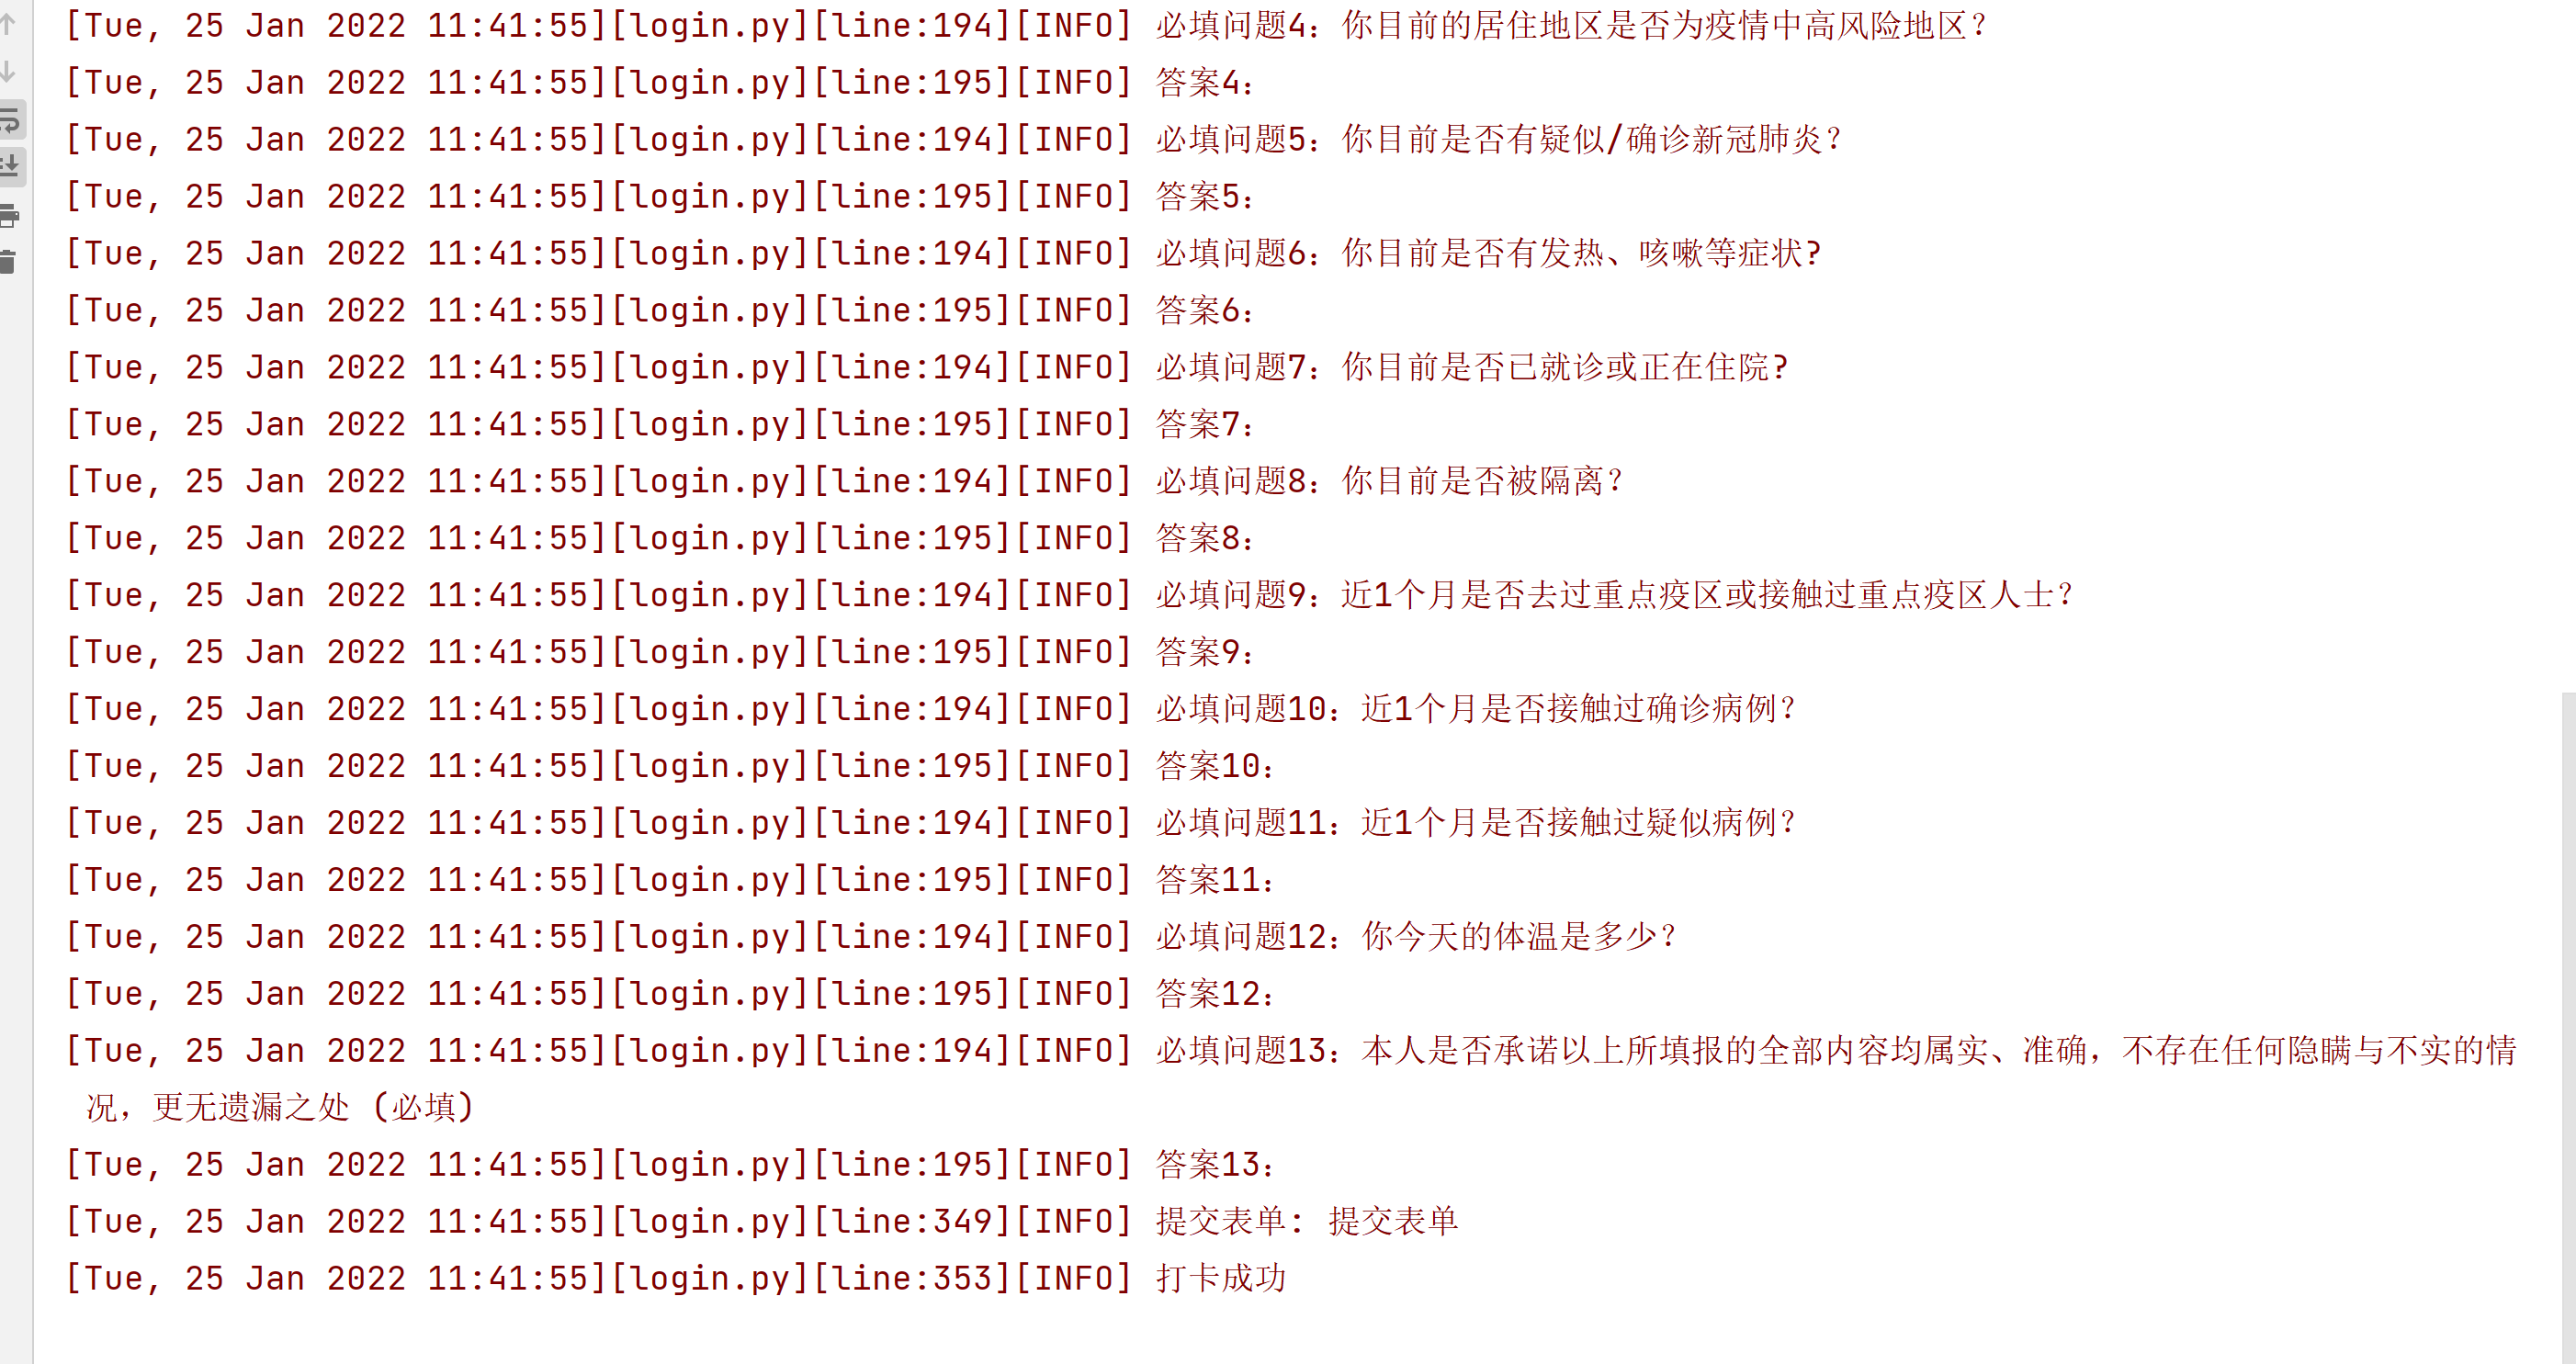 [Tue, 25 Jan 2022 11:41:55][login.py][line:194][INFO] 必填问题4：你目前的居住地区是否为疫情中高风险地区？
[Tue, 25 Jan 2022 11:41:55][login.py][line:195][INFO] 答案4：
[Tue, 25 Jan 2022 11:41:55][login.py][line:194][INFO] 必填问题5：你目前是否有疑似/确诊新冠肺炎？
[Tue, 25 Jan 2022 11:41:55][login.py][line:195][INFO] 答案5：
[Tue, 25 Jan 2022 11:41:55][login.py][line:194][INFO] 必填问题6：你目前是否有发热、咳嗽等症状?
[Tue, 25 Jan 2022 11:41:55][login.py][line:195][INFO] 答案6：
[Tue, 25 Jan 2022 11:41:55][login.py][line:194][INFO] 必填问题7：你目前是否已就诊或正在住院?
[Tue, 25 Jan 2022 11:41:55][login.py][line:195][INFO] 答案7：
[Tue, 25 Jan 2022 11:41:55][login.py][line:194][INFO] 必填问题8：你目前是否被隔离？
[Tue, 25 Jan 2022 11:41:55][login.py][line:195][INFO] 答案8：
[Tue, 25 Jan 2022 11:41:55][login.py][line:194][INFO] 必填问题9：近1个月是否去过重点疫区或接触过重点疫区人士？
[Tue, 25 Jan 2022 11:41:55][login.py][line:195][INFO] 答案9：
[Tue, 25 Jan 2022 11:41:55][login.py][line:194][INFO] 必填问题10：近1个月是否接触过确诊病例？
[Tue, 25 Jan 2022 11:41:55][login.py][line:195][INFO] 答案10：
[Tue, 25 Jan 2022 11:41:55][login.py][line:194][INFO] 必填问题11：近1个月是否接触过疑似病例？
[Tue, 25 Jan 2022 11:41:55][login.py][line:195][INFO] 答案11：
[Tue, 25 Jan 2022 11:41:55][login.py][line:194][INFO] 必填问题12：你今天的体温是多少？
[Tue, 25 Jan 2022 11:41:55][login.py][line:195][INFO] 答案12：
[Tue, 25 Jan 2022 11:41:55][login.py][line:194][INFO] 必填问题13：本人是否承诺以上所填报的全部内容均属实、准确，不存在任何隐瞒与不实的情
况，更无遗漏之处 (必填)
[Tue, 25 Jan 2022 11:41:55][login.py][line:195][INFO] 答案13：
[Tue, 25 Jan 2022 11:41:55][login.py][line:349][INFO] 提交表单: 提交表单
[Tue, 25 Jan 2022 11:41:55][login.py][line:353][INFO] 打卡成功